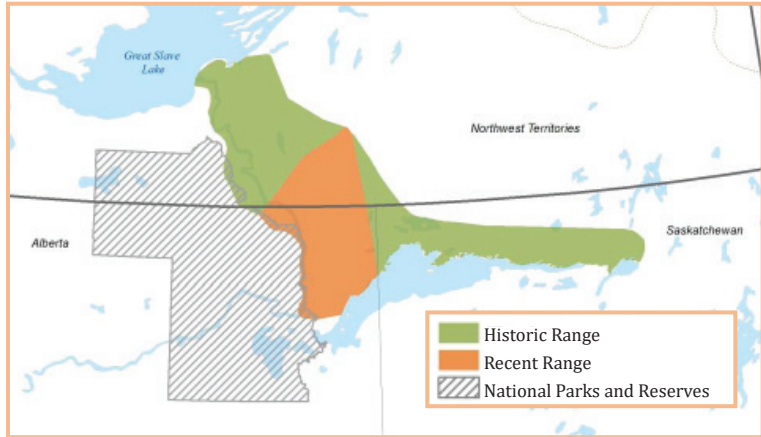 Great Slave
Lake
Northwest Territories
Alberta
Saskatchewan
Historic Range
Recent Range
National Parks and Reserves